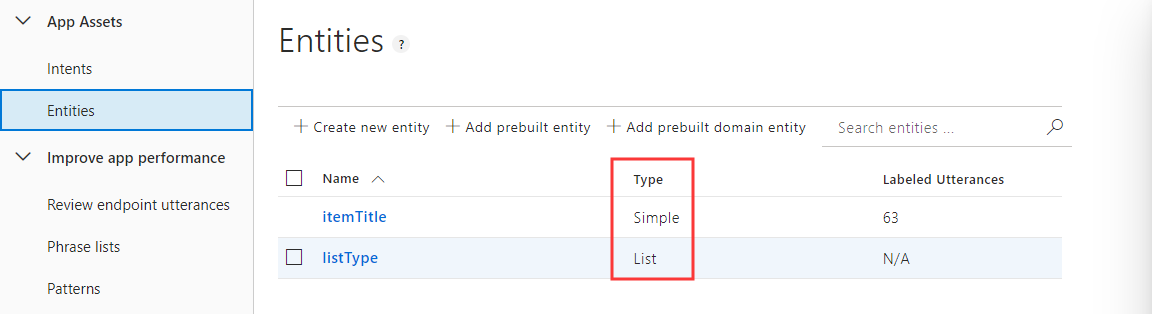 App Assets
Intents
Entities
Improve app performance
Review endpoint utterances
Phrase lists
Patterns
Entities ?
+ Create new entity + Add prebuilt entity + Add prebuilt domain entity Search entities ...
Name Type Labeled Utterances
itemTitle Simple 63
listType List N/A